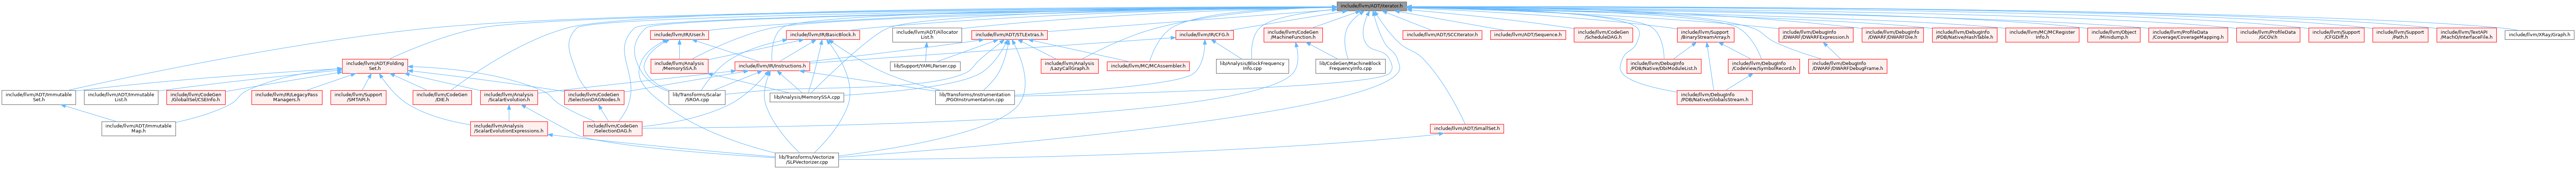 include/llvm/ADT/iterator.h
include/llvm/IR/User.h
include/llvm/IR/BasicBlock.h
include/llvm/ADT/Allocator
List.h
include/llvm/ADT/STLExtras.h
include/llvm/IR/CFG.h
include/llvm/CodeGen
/MachineFunction.h
include/llvm/ADT/SCCIterator.h
include/llvm/ADT/Sequence.h
include/llvm/CodeGen
/ScheduleDAG.h
include/llvm/Support
/BinaryStreamArray.h
include/llvm/DebugInfo
/DWARF/DWARFExpression.h
include/llvm/DebugInfo
/DWARF/DWARFDie.h
include/llvm/DebugInfo
/PDB/Native/HashTable.h
include/llvm/MC/MCRegister
Info.h
include/llvm/Object
/Minidump.h
include/llvm/ProfileData
/Coverage/CoverageMapping.h
include/llvm/ProfileData
/GCOV.h
include/llvm/Support
/CFGDiff.h
include/llvm/Support
/Path.h
include/llvm/TextAPI
/MachO/InterfaceFile.h
include/llvm/XRay/Graph.h
include/llvm/ADT/Folding
Set.h
include/llvm/Analysis
/MemorySSA.h
include/llvm/IR/Instructions.h
lib/Support/YAMLParser.cpp
include/llvm/Analysis
/LazyCallGraph.h
include/llvm/MC/MCAssembler.h
lib/Analysis/BlockFrequency
Info.cpp
lib/CodeGen/MachineBlock
FrequencyInfo.cpp
include/llvm/DebugInfo
/PDB/Native/DbiModuleList.h
include/llvm/DebugInfo
/CodeView/SymbolRecord.h
include/llvm/DebugInfo
/DWARF/DWARFDebugFrame.h
include/llvm/ADT/Immutable
Set.h
include/llvm/ADT/Immutable
List.h
include/llvm/CodeGen
/GlobalISel/CSEInfo.h
include/llvm/IR/LegacyPass
Managers.h
include/llvm/Support
/SMTAPI.h
include/llvm/CodeGen
/DIE.h
include/llvm/Analysis
/ScalarEvolution.h
include/llvm/CodeGen
/SelectionDAGNodes.h
lib/Transforms/Scalar
/SROA.cpp
lib/Analysis/MemorySSA.cpp
lib/Transforms/Instrumentation
/PGOInstrumentation.cpp
include/llvm/DebugInfo
/PDB/Native/GlobalsStream.h
include/llvm/ADT/Immutable
Map.h
include/llvm/Analysis
/ScalarEvolutionExpressions.h
include/llvm/CodeGen
/SelectionDAG.h
include/llvm/ADT/SmallSet.h
lib/Transforms/Vectorize
/SLPVectorizer.cpp